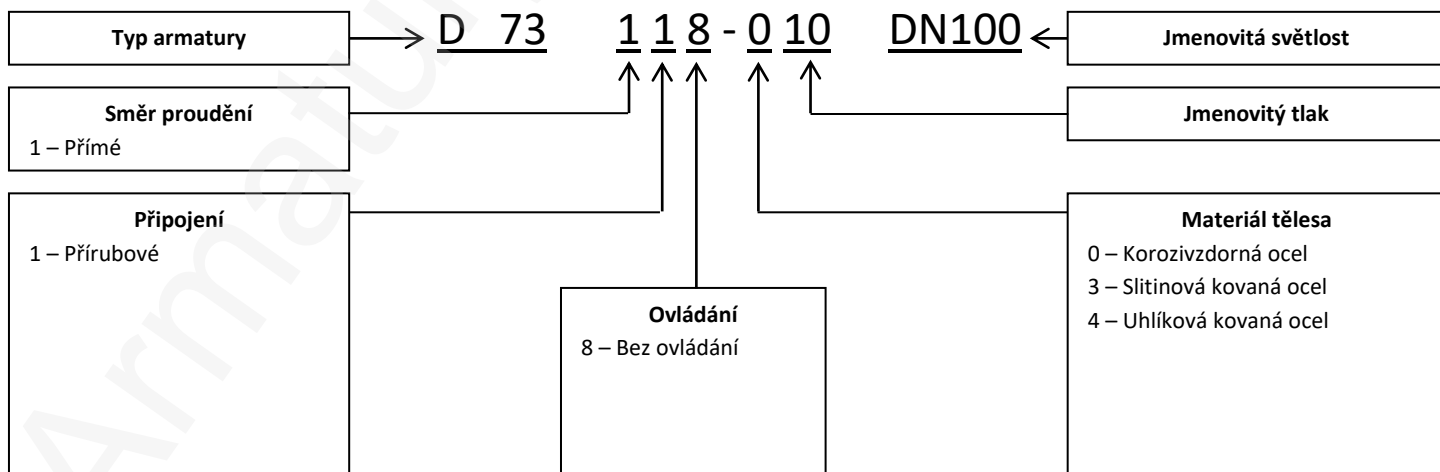 Typ armatury
D 73 1 1 8 - 0 10 DN100
Jmenovitá světlost
Směr proudění
1 – Přímé
Jmenovitý tlak
Připojení
1 – Přírubové
Ovládání
8 – Bez ovládání
Materiál tělesa
0 – Korozivzdorná ocel
3 – Slitinová kovaná ocel
4 – Uhlíková kovaná ocel
Armatu